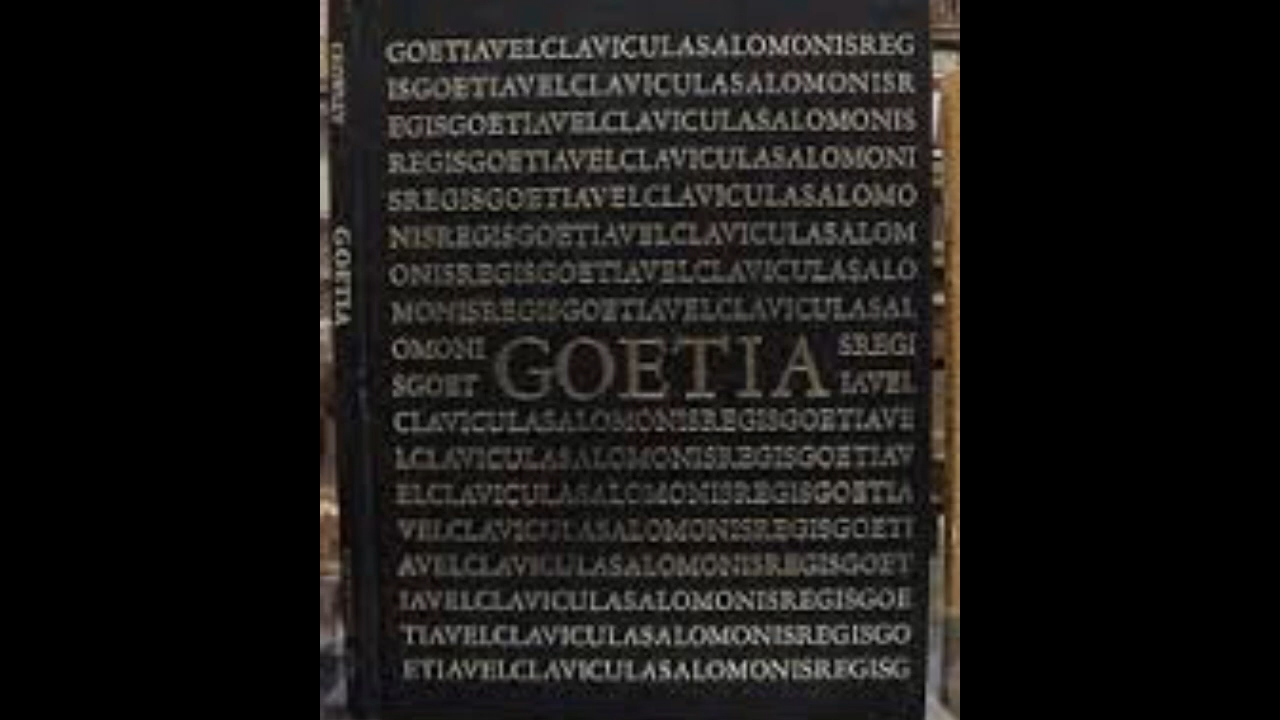 GOETIAVELCLAVICULASALOMONISREG
ISGOETIAVELCLAVICULASALOMONISR
EGISGOETIAVELCLAVICULASALOMONIS
REGISGOETIAVELCLAVICULASALOMONI
SREGISGOETIAVELCLAVICULASALOMO
NISREGISGOETIAVELCLAVICULASALOM
ONISREGISGOETIAVELCLAVICULASALO
MONISREGISGOETIAVELCLAVICULASAL
OMONI SREGI
GOETIA
SGOET IAVEL
CLAVICULASALOMONISREGISGOETIAVE
LCLAVICULASALOMONISREGISGOETIAV
ELCLAVICULASALOMONISREGISGOETIA
VELCLAVICULASALOMONISREGISGOETI
AVELCLAVICULASALOMONISREGISGOET
IAVELCLAVICULASALOMONISREGISGOE
TIAVELCLAVICULASALOMONISREGISGO
ETIAVELCLAVICULASALOMONISREGISG
GOETIA